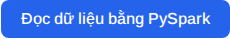 Đọc dữ liệu bằng PySpark